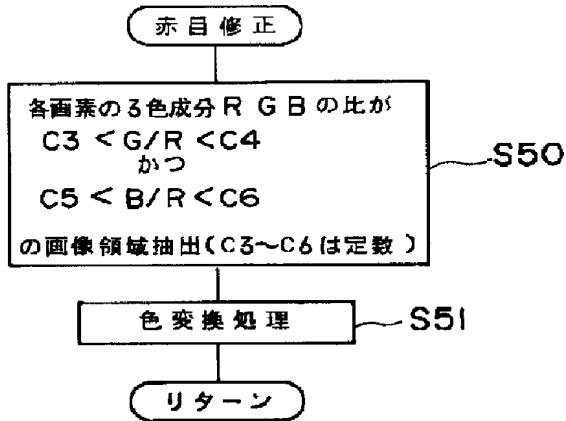 赤目修正
各画素の3色成分RGBの比が
C3<G/R<C4
かつ
C5<B/R<C6
の画像領域抽出(C3~C6は定数)
S50
色変換処理
S51
リターン